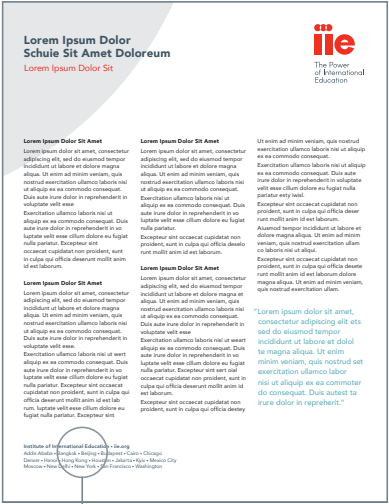 Lorem Ipsum Dolor
Schuie Sit Amet Doloreum
Lorem Ipsum Dolor Sit
iie
The Power
of International
Education
Lorem Ipsum Dolor Sit Amet
Lorem ipsum dolor sit amet, consectetur
adipiscing elit, sed do eiusmod tempor
incididunt ut labore et dolore magna
aliqua. Ut enim ad minim veniam, quis
nostrud exercitation ullamco laboris nisi
ut aliquip ex ea commodo consequat.
Duis aute irure dolor in reprehenderit in
voluptate velit esse
Exercitation ullamco laboris nisi ut
aliquip ex ea commodo consequat. Duis
aute irure dolor in reprehenderit in vo
luptate velit esse cillum dolore eu fugiat
nulla pariatur. Excepteur sint
occaecat cupidatat non proident, sunt
in culpa qui officia deserunt mollit anim
id est laborum.
Lorem Ipsum Dolor Sit Amet
Lorem ipsum dolor sit amet, consectetur
adipiscing elit, sed do eiusmod tempor
incididunt ut labore et dolore magna
aliqua. Ut enim ad minim veniam, quis
nostrud exercitation ullamco laboris nisi
ut aliquip ex ea commodo consequat.
Duis aute irure dolor in reprehenderit in
voluptate velit esse
Exercitation ullamco laboris nisi ut wert
aliquip ex ea commodo consequat. Duis
aute irure dolor in reprehenderit in vo
luptate velit esse cillum dolore eu fugiat
nulla pariatur. Excepteur sint occaecat
cupidatat non proident, sunt in culpa qui
officia deserunt mollit anim id est lab
rum. luptate velit esse cillum dolore eu
fugiat nulla pariatur. Excepteur sint
Lorem Ipsum Dolor Sit Amet
Lorem ipsum dolor sit amet, consectetur
adipiscing elit, sed do eiusmod tempor
incididunt ut labore et dolore magna
aliqua. Ut enim ad minim veniam, quis
nostrud exercitation ullamco laboris nisi
ut aliquip ex ea commodo consequat.
Exercitation ullamco laboris nisi ut
aliquip ex ea commodo consequat. Duis
aute irure dolor in reprehenderit in vo
luptate velit esse cillum dolore eu fugiat
nulla pariatur.
Excepteur sint occaecat cupidatat non
proident, sunt in culpa qui officia deselo
runt mollit anim id est laborum.
Lorem Ipsum Dolor Sit Amet
Lorem ipsum dolor sit amet, consectetur
adipiscing elit, sed do eiusmod tempor
incididunt ut labore et dolore magna et
aliqua. Ut enim ad minim veniam, quis
nostrud exercitation ullamco laboris nisi
ut aliquip ex ea commodo consequat.
Duis aute irure dolor in reprehenderit in
voluptate velit esse
Exercitation ullamco laboris nisi ut weart
aliquip ex ea commodo consequat. Duis
aute irure dolor in reprehenderit in vo
luptate velit esse cillum dolore eu fugiat
nulla pariatur. Excepteur sint sert oial
occaecat cupidatat non proident, sunt in
culpa qui officia deserunt mollit anim id
est laborum. Excepteur sint occaecat
cupidatat non proident, sunt in culpa qui
proident, sunt in culpa qui officia destey
Ut enim ad minim veniam, quis nostrud
exercitation ullamco laboris nisi ut aliquip
ex ea commodo consequat.
exercitation ullamco laboris nisi ut aliquip
ex ea commodo consequat. Duis aute
irure dolor in reprehenderit in voluptate
velit esse cillum dolore eu fugiat nulla
pariatur esty iwisl.
Excepteur sint occaecat cupidatat non
proident, sunt in culpa qui officia deser
runt mollit anim id est laborum.
Aiusmod tempor incididunt ut labore et
dolore magna aliqua. Ut enim ad minim
veniam, quis nostrud exercitation ullam
co laboris nisi ut aliqui.
Excepteur sint occaecat cupidatat non
proident, sunt in culpa qui officia desete
runt mollit anim id est laborum dolore
magna aliqua. Ut enim ad minim veniam,
quis nostrud exercitation ullam.
“Lorem ipsum dolor sit amet,
consectetur adipiscing elit ets
sed do eiusmod tempor
incididunt ut labore et dolol
te magna aliqua. Ut enim
minim veniam, quis nostrud set
exercitation ullamco labor
nisi ut aliquip ex ea commoter
do consequat. Duis autest ta
irure dolor in repreherit.”
Institute of International Education • iie.org
Addis Ababa • Bangkok • Beijing • Budapest • Cairo • Chicago
Denver • Hanoi • Hong Kong • Houston • Jakarta • Kyiv • Mexico City
Moscow • New Delhi • New York • San Francisco • Washington